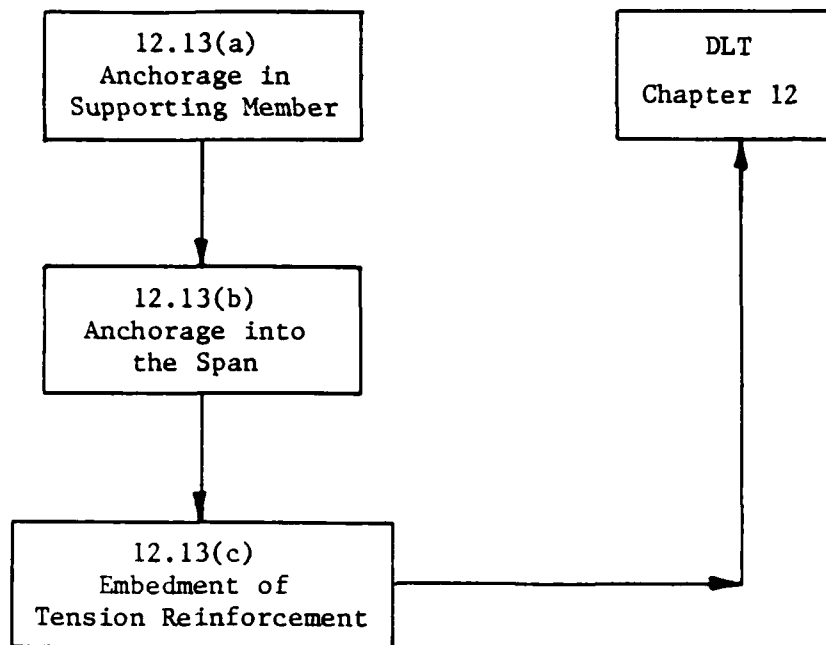 12.13(a)
Anchorage in
Supporting Member
DLT
Chapter 12
12.13(b)
Anchorage into
the Span
12.13(c)
Embedment of
Tension Reinforcement